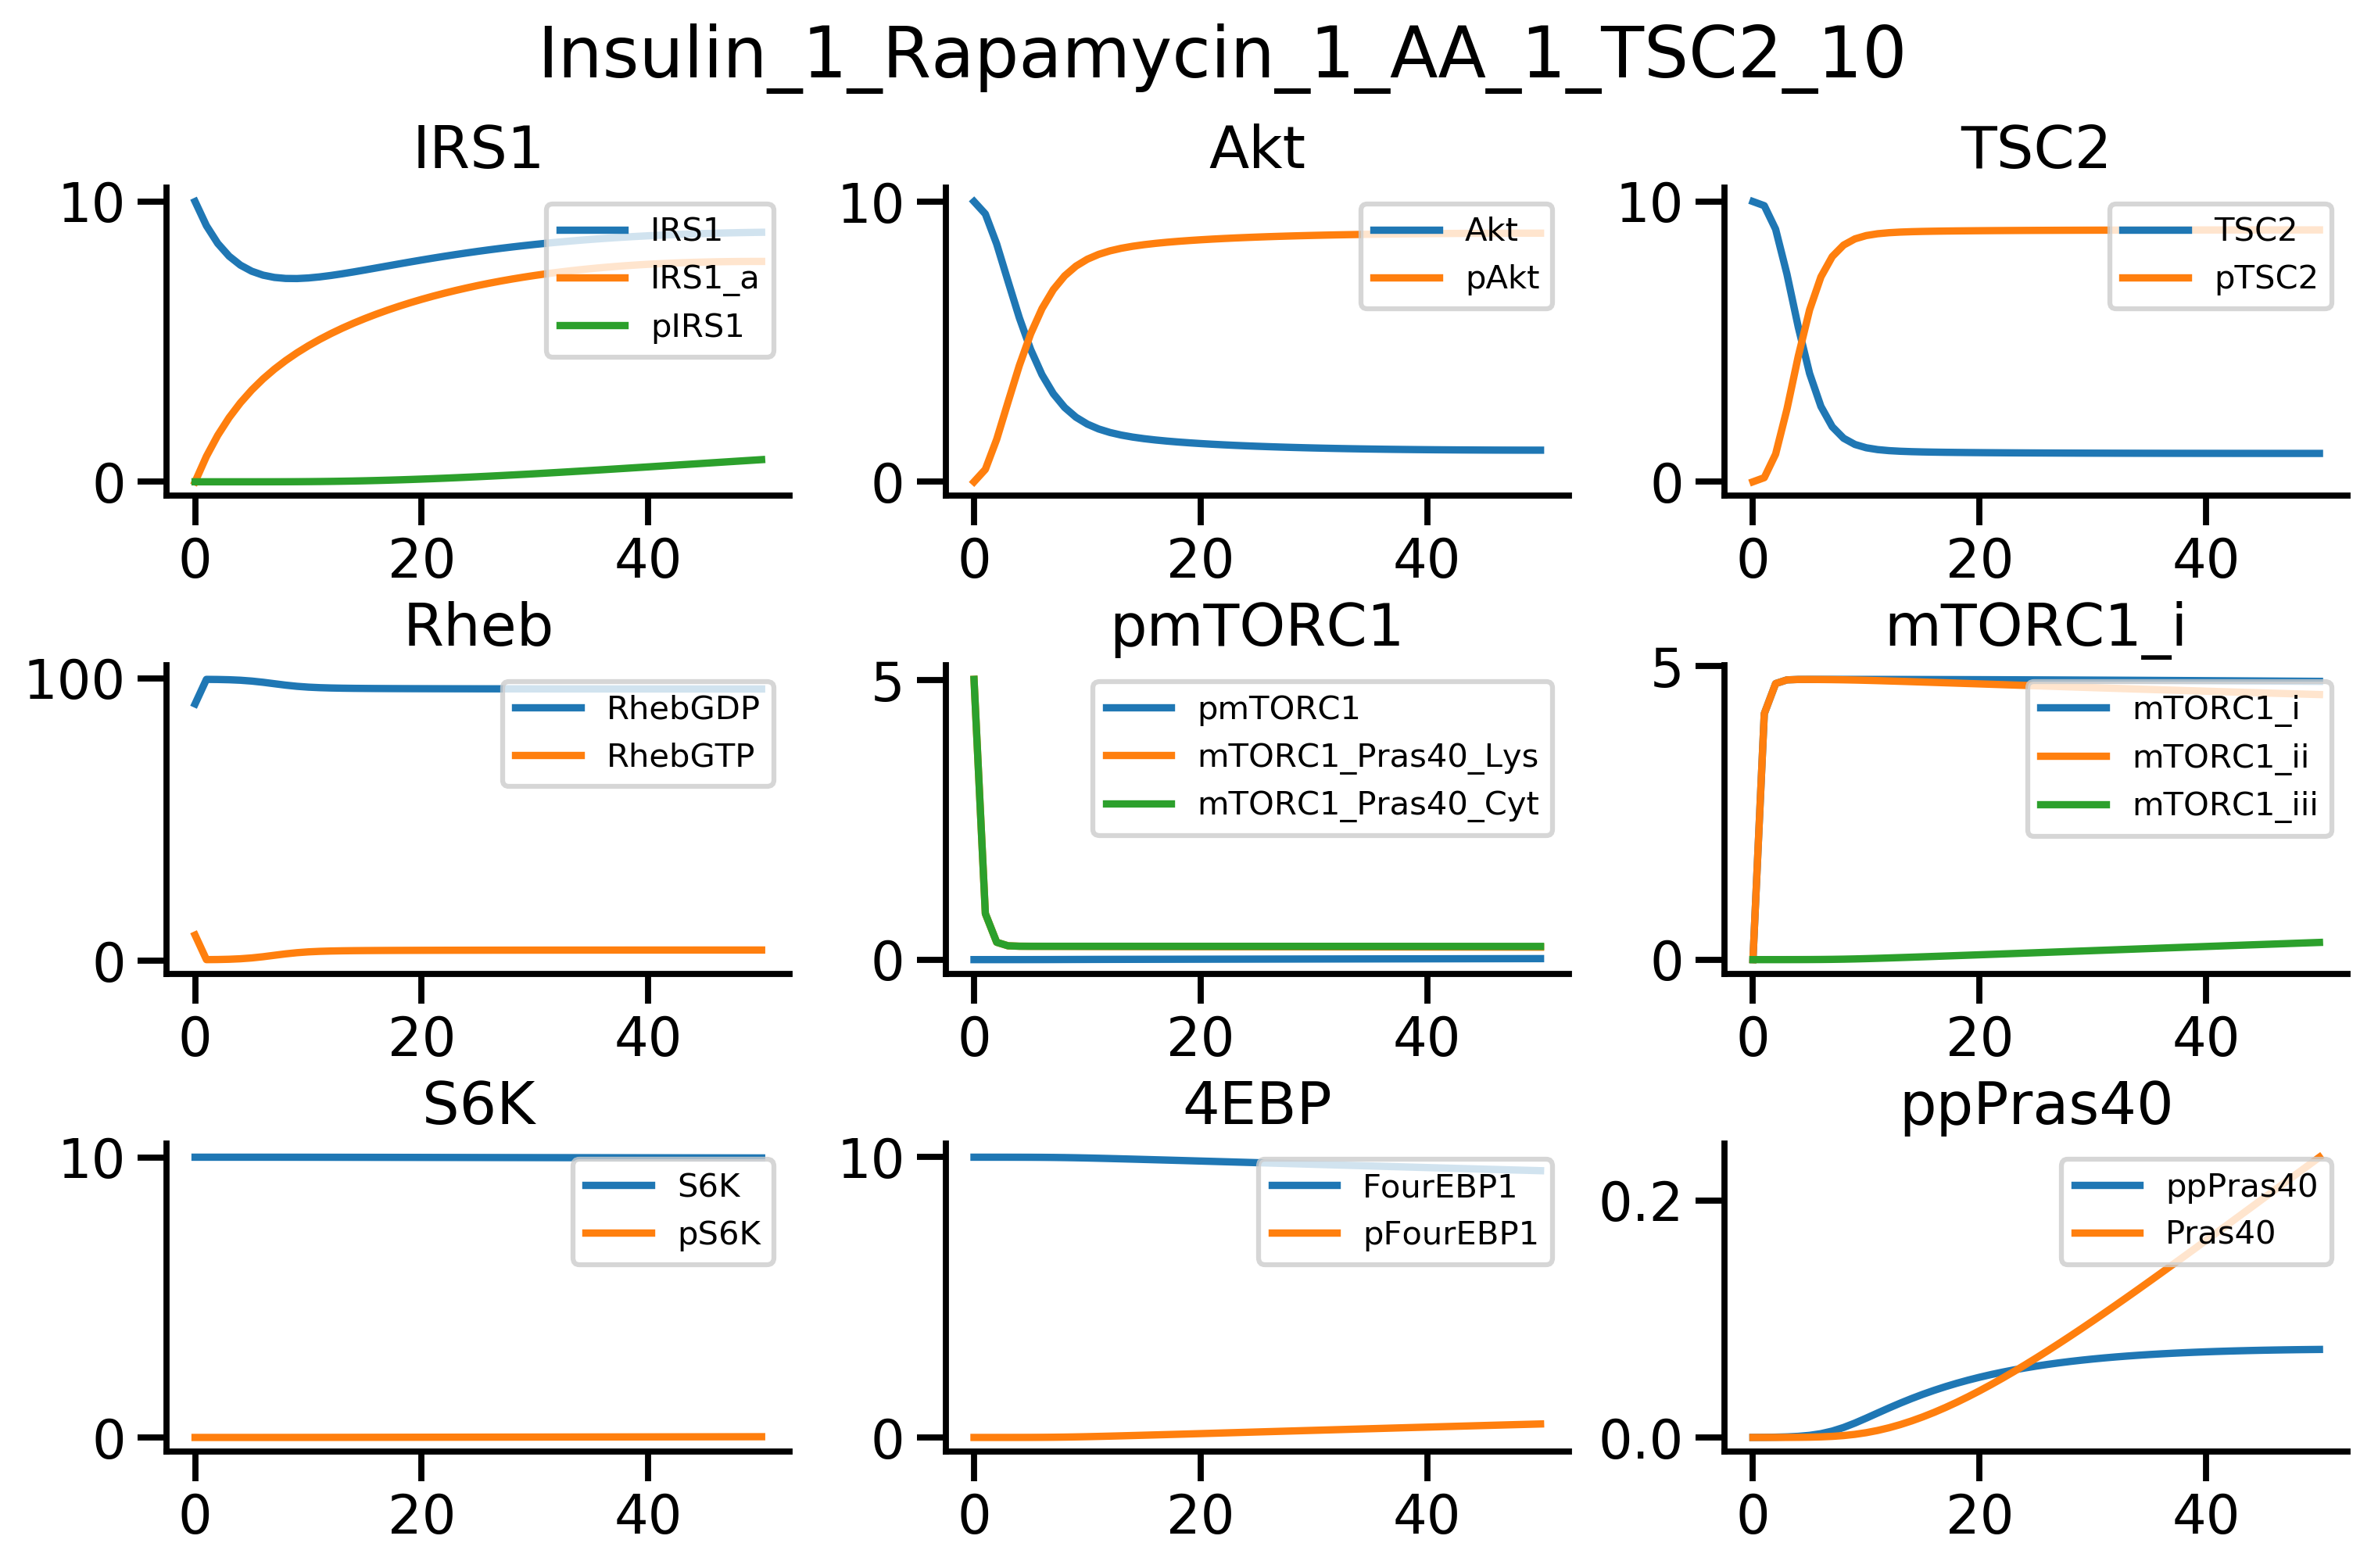 Insulin_1_Rapamycin_1_AA_1_TSC2_10
IRS1
10
0
0 20 40
IRS1
IRS1_a
pIRS1
Akt
10
0
0 20 40
Akt
pAkt
TSC2
10
0
0 20 40
TSC2
pTSC2
Rheb
100
0
0 20 40
RhebGDP
RhebGTP
pmTORC1
5
0
0 20 40
pmTORC1
mTORC1_Pras40_Lys
mTORC1_Pras40_Cyt
mTORC1_i
5
0
0 20 40
mTORC1_i
mTORC1_ii
mTORC1_iii
S6K
10
0
0 20 40
S6K
pS6K
4EBP
10
0
0 20 40
FourEBP1
pFourEBP1
ppPras40
0.2
0.0
0 20 40
ppPras40
Pras40